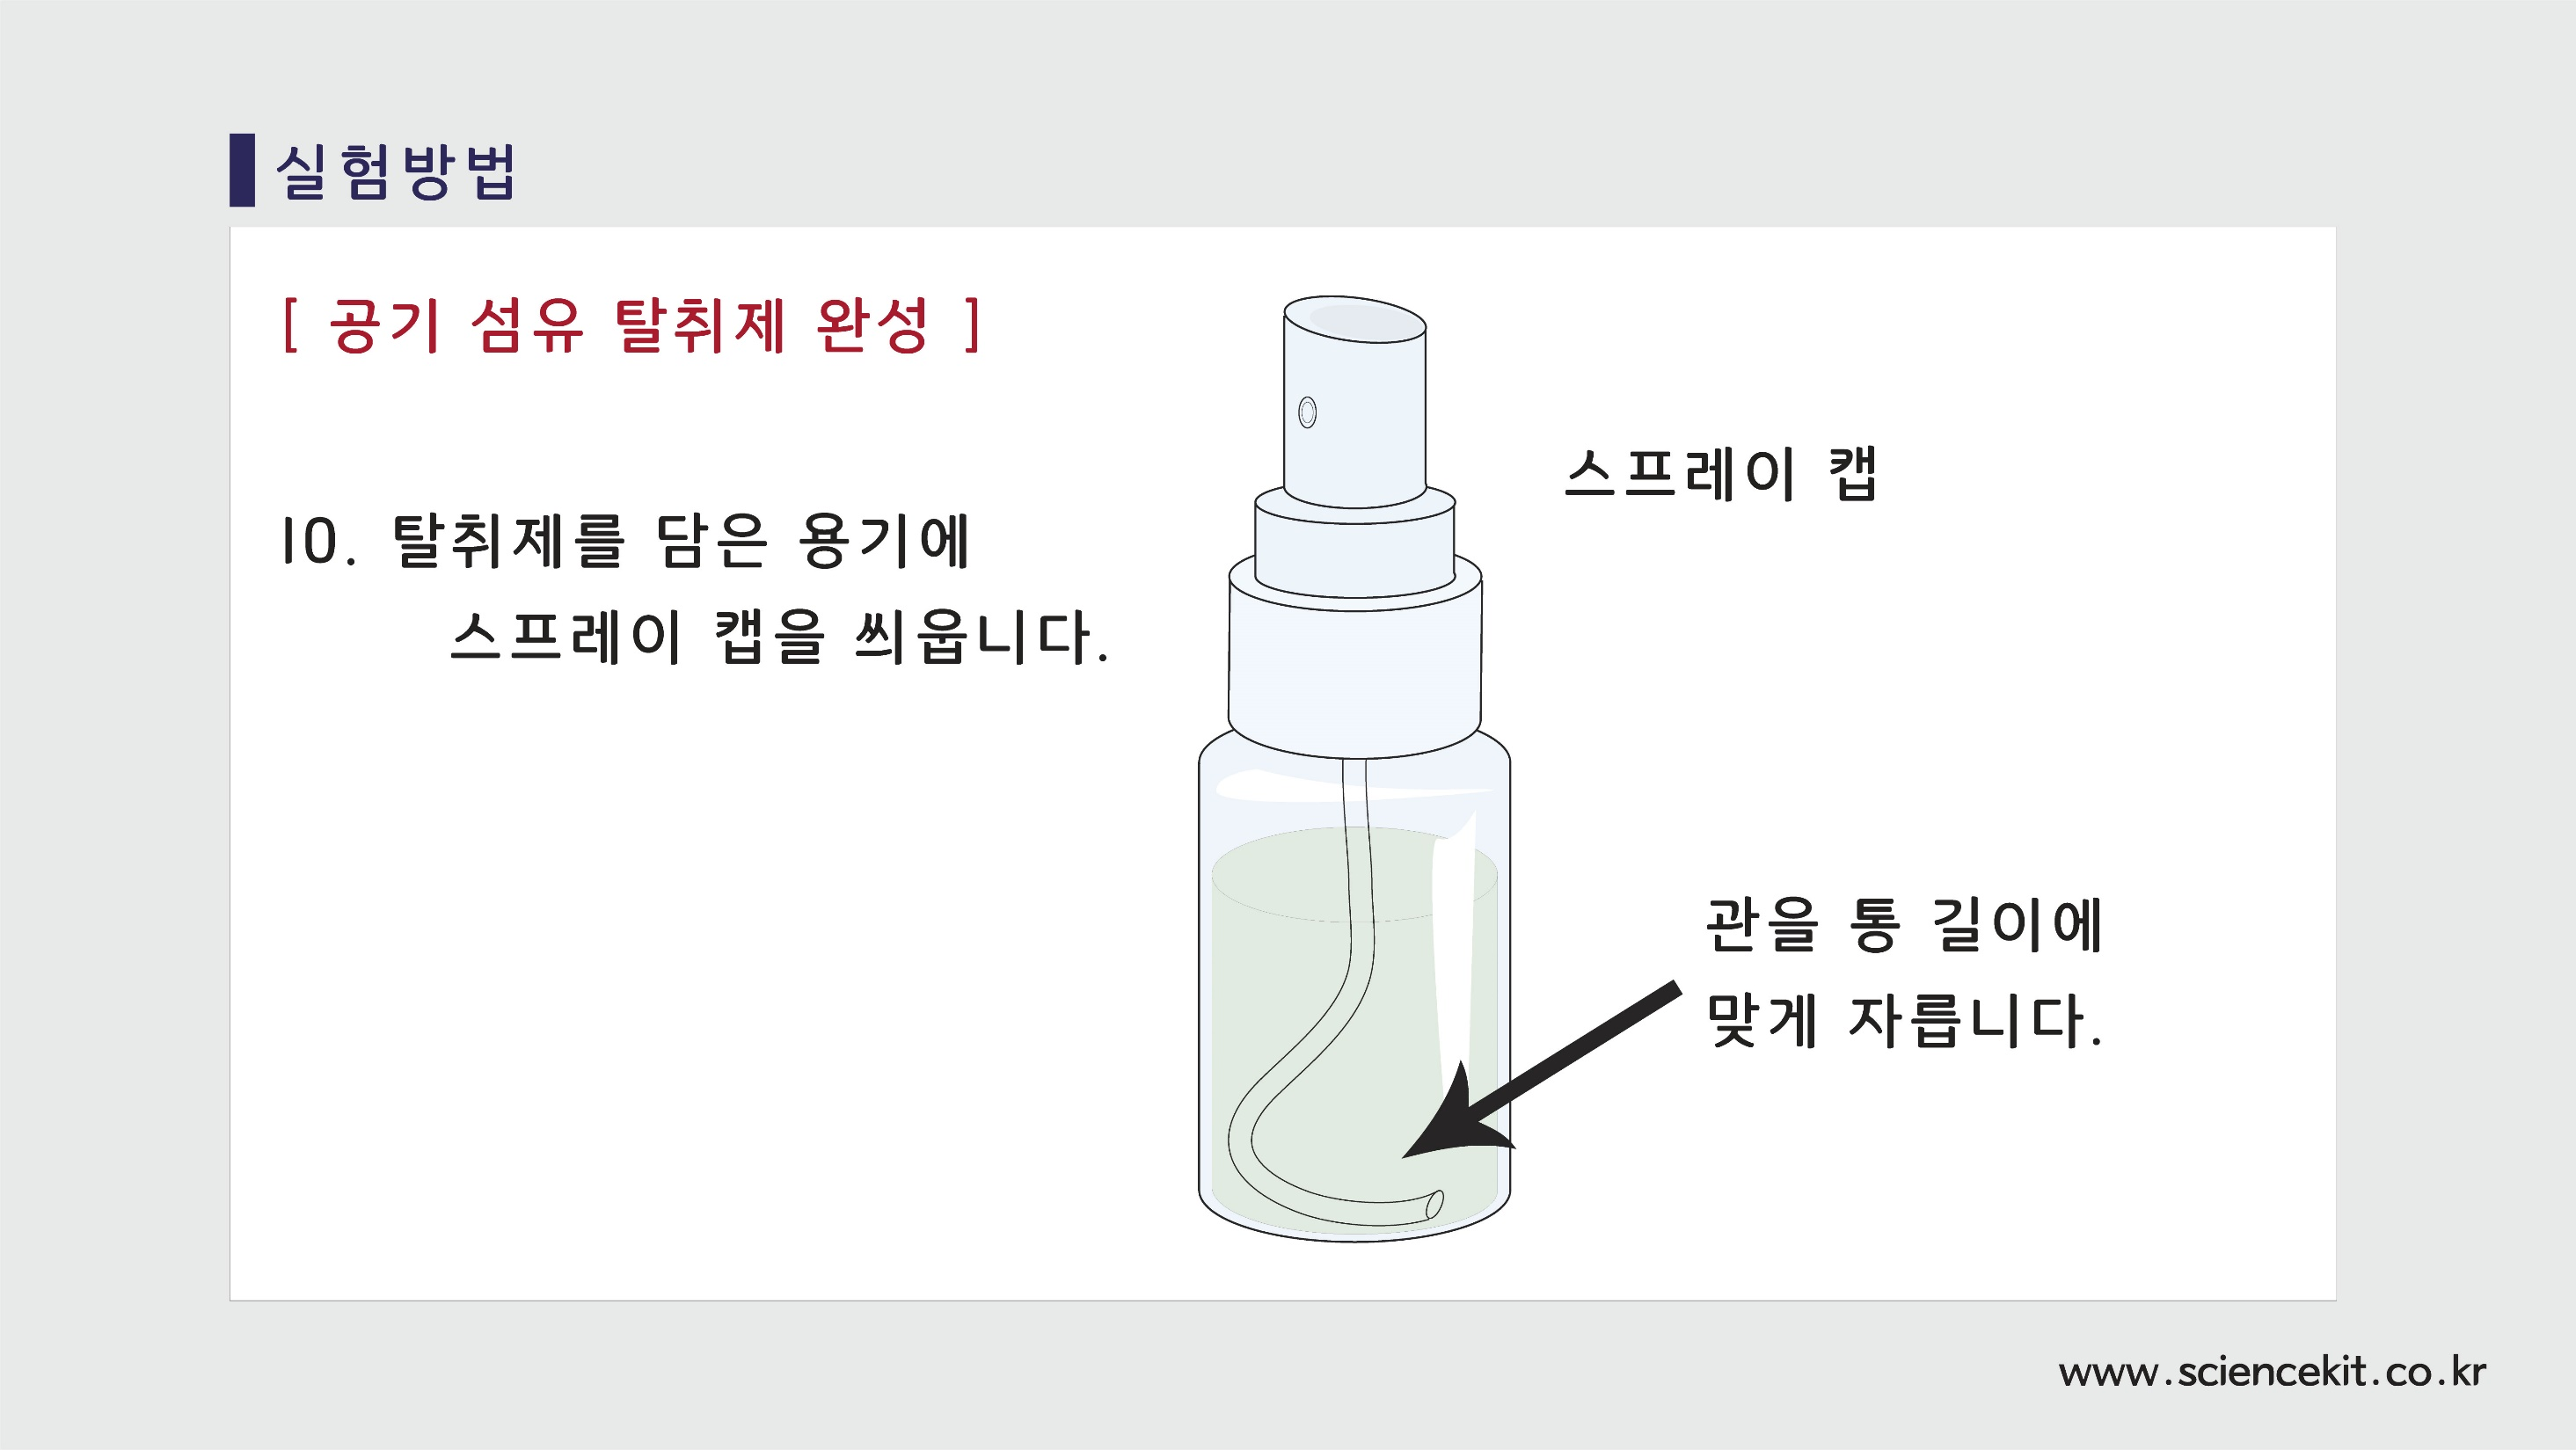 실험방법
[ 공기 섬유 탈취제 완성 ]
10. 탈취제를 담은 용기에
스프레이 캡을 씌웁니다.
스프레이 캡
관을 통 길이에
맞게 자릅니다.
www.sciencekit.co.kr